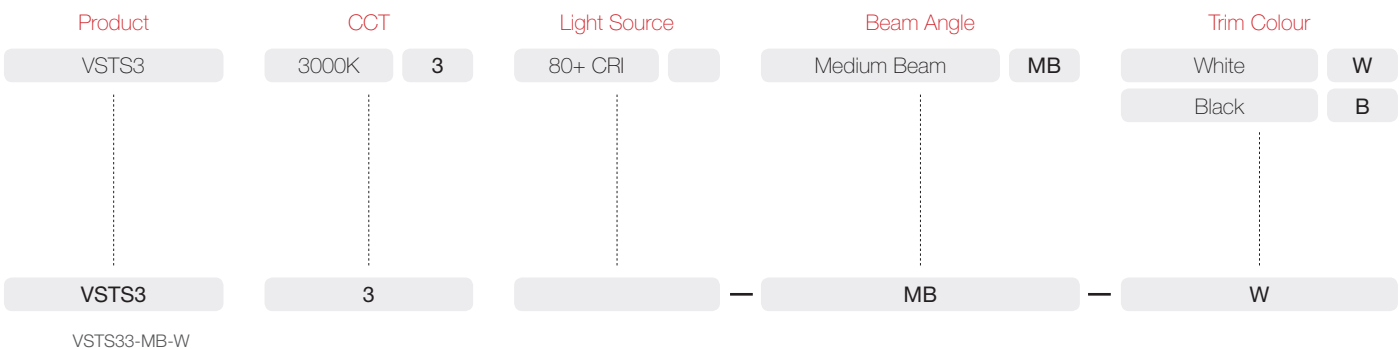 Product CCT Light Source Beam Angle Trim Colour
VSTS3 3000K 3 80+ CRI Medium Beam MB White W
Black B
VSTS3 3 — MB — W
VSTS33-MB-W